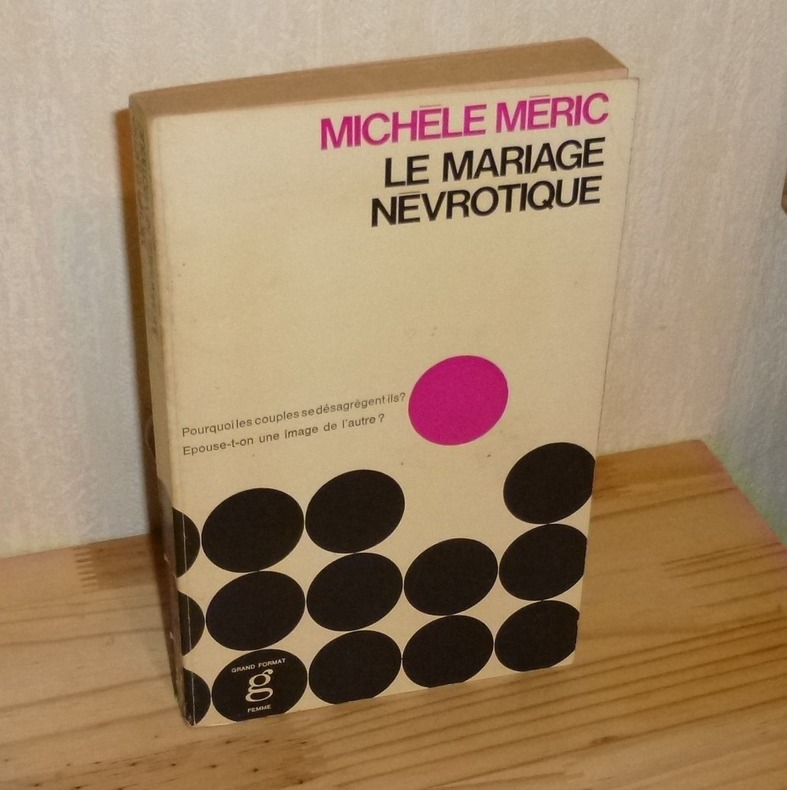 MICHÈLE MÉRIC
LE MARIAGE
NÉVROTIQUE
Pourquoi les couples se désagrègent ils?
Epouse-t-on une image de l'autre ?
GRAND FORMAT
g
FEMME